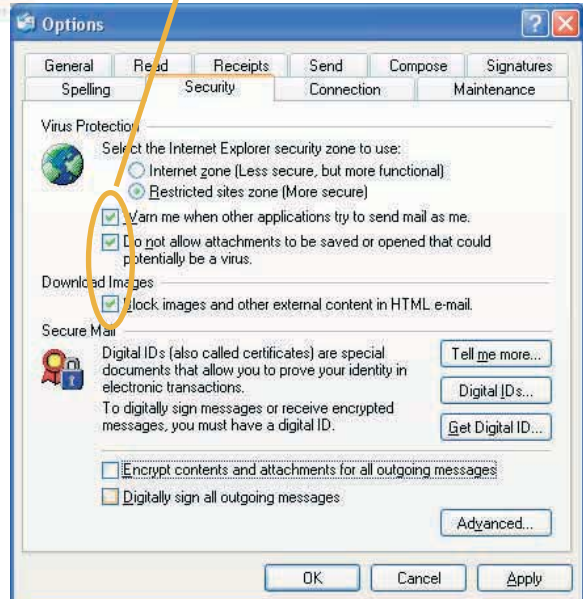 Options
General Read Receipts Send Compose Signatures
Spelling Security Connection Maintenance
Virus Protection
Select the Internet Explorer security zone to use:
Internet zone (Less secure, but more functional)
Restricted sites zone (More secure)
Warn me when other applications try to send mail as me.
Do not allow attachments to be saved or opened that could
potentially be a virus.
Download Images
Block images and other external content in HTML e-mail.
Secure Mail
Digital IDs (also called certificates) are special
documents that allow you to prove your identity in
electronic transactions.
Tell me more...
Digital IDs...
To digitally sign messages or receive encrypted
messages, you must have a digital ID.
Get Digital ID...
Encrypt contents and attachments for all outgoing messages
Digitally sign all outgoing messages
Advanced...
OK Cancel Apply